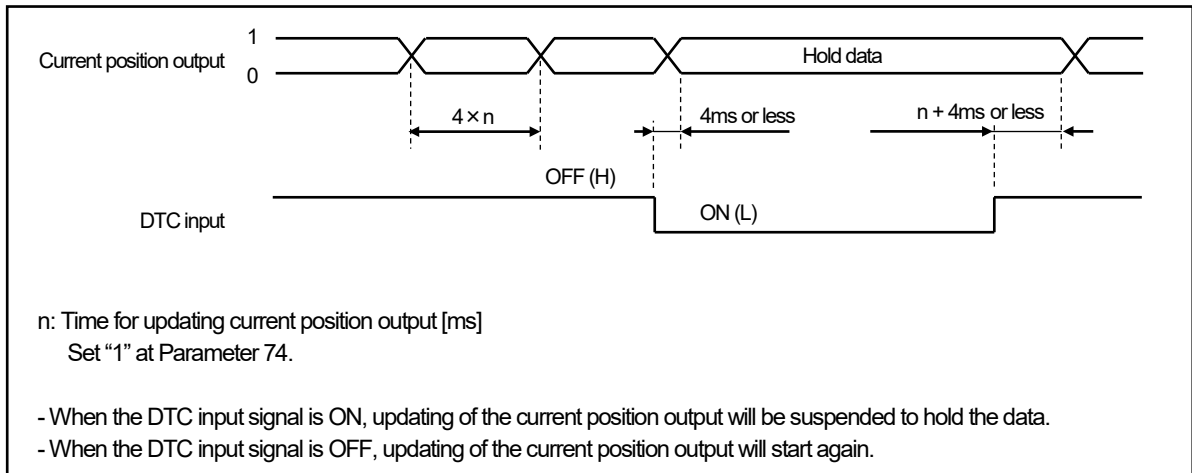 Current position output
1
0
Hold data
4×n
4ms or less
n + 4ms or less
OFF (H)
DTC input
ON (L)
n: Time for updating current position output [ms]
Set “1” at Parameter 74.
- When the DTC input signal is ON, updating of the current position output will be suspended to hold the data.
- When the DTC input signal is OFF, updating of the current position output will start again.